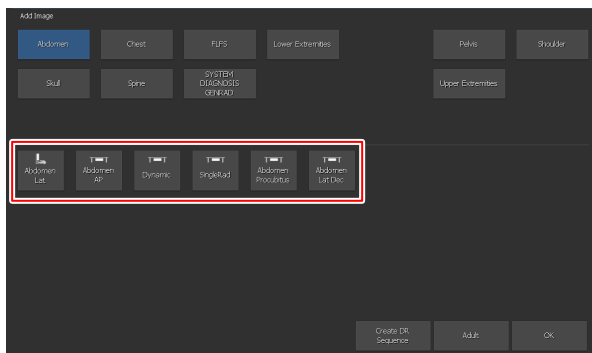 Add Image
Abdomen
Chest
FLFS
Lower Extremities
Pelvis
Shoulder
Skull
Spine
SYSTEM
DIAGNOSIS
GENRAD
Upper Extremities
Abdomen
Lat
Abdomen
AP
Dynamic
SingleRad
Abdomen
Procubitus
Abdomen
Lat Dec
Create DR
Sequence
Adult
OK